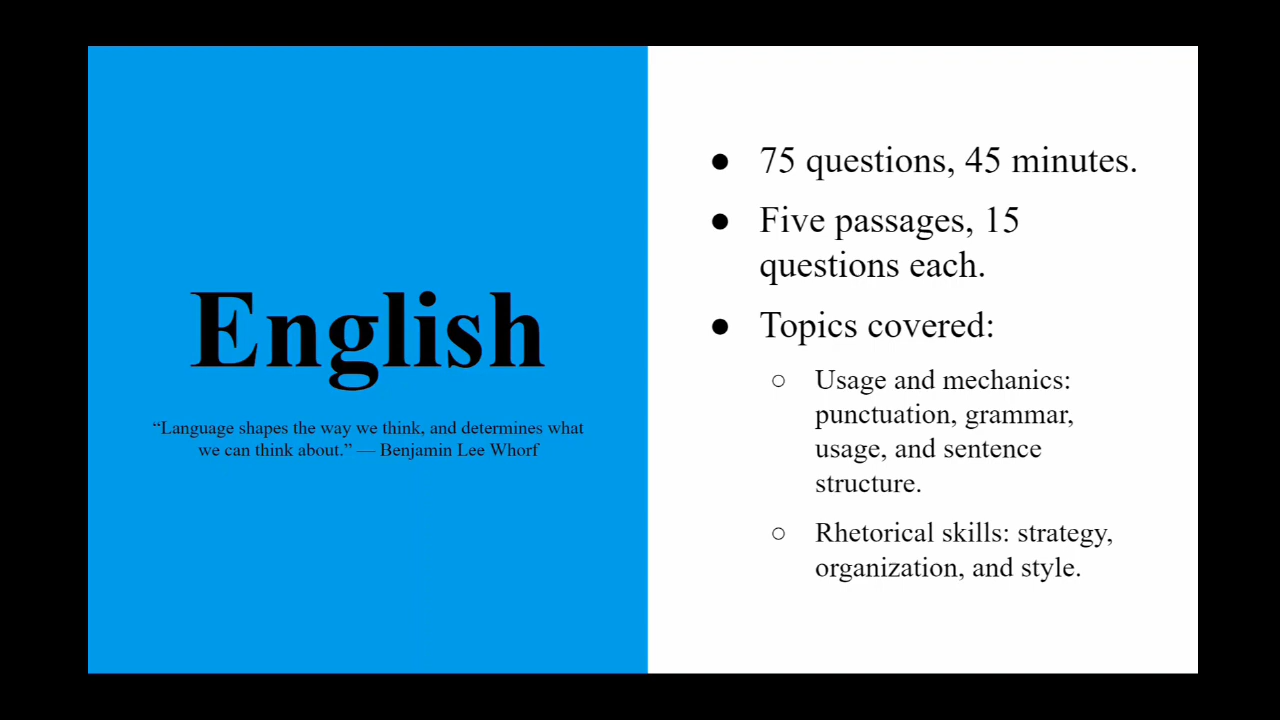 English
“Language shapes the way we think, and determines what
we can think about.” — Benjamin Lee Whorf
● 75 questions, 45 minutes.
● Five passages, 15
questions each.
● Topics covered:
○ Usage and mechanics:
punctuation, grammar,
usage, and sentence
structure.
○ Rhetorical skills: strategy,
organization, and style.